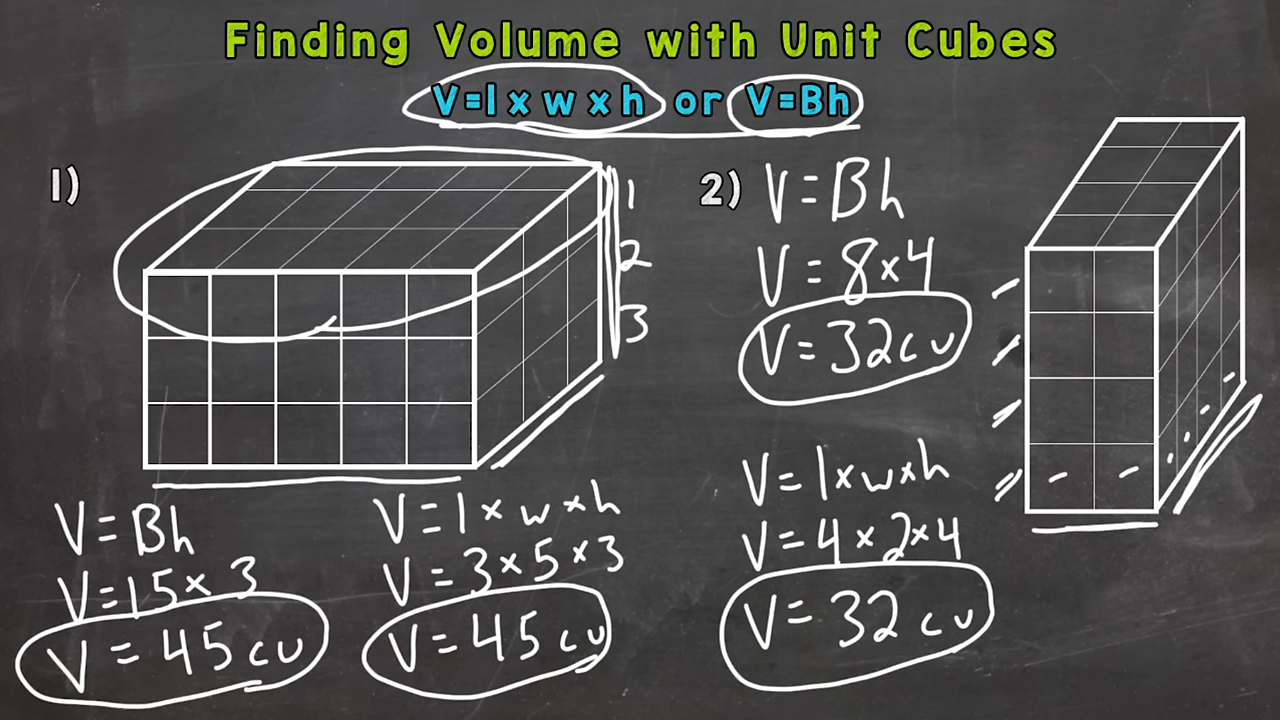 Finding Volume with Unit Cubes
V=l x w x h or V=Bh
1)
1
2
3
V=Bh
V=15x3
V=45cu
V=l x w x h
V=3x5x3
V=45cu
2)
V=Bh
V=8x4
V=32cu
V=lxwxh
V=4x2x4
V=32cu